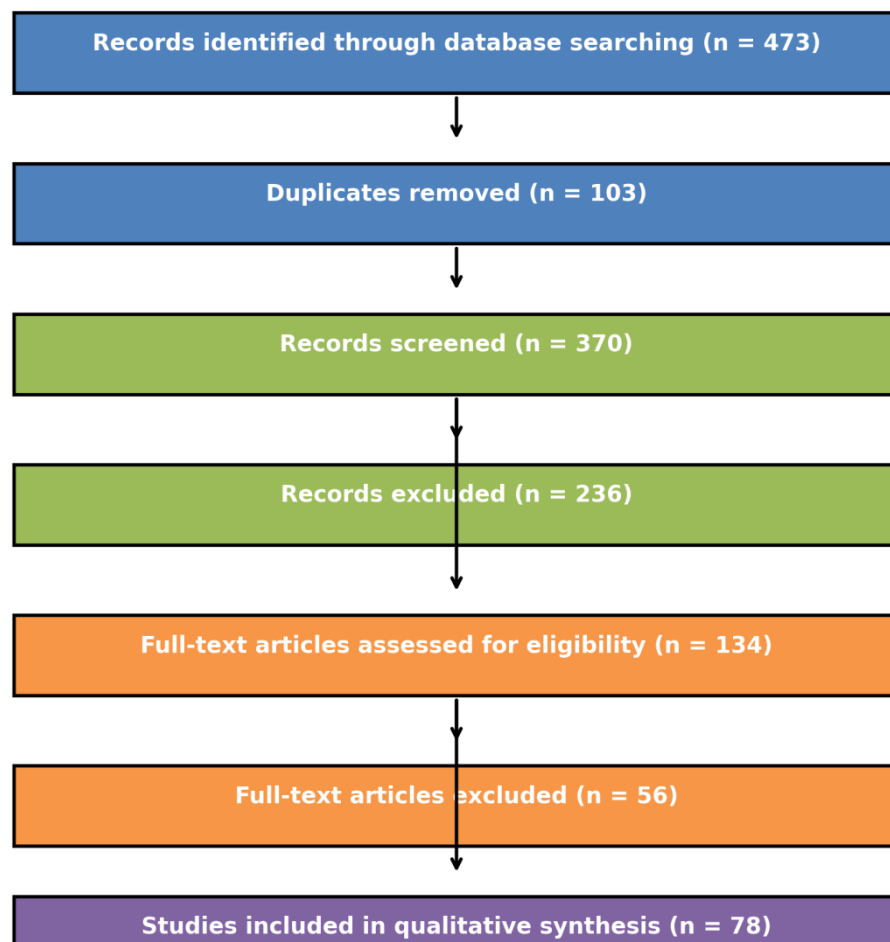 Records identified through database searching (n = 473)
Duplicates removed (n = 103)
Records screened (n = 370)
Records excluded (n = 236)
Full-text articles assessed for eligibility (n = 134)
Full-text articles excluded (n = 56)
Studies included in qualitative synthesis (n = 78)